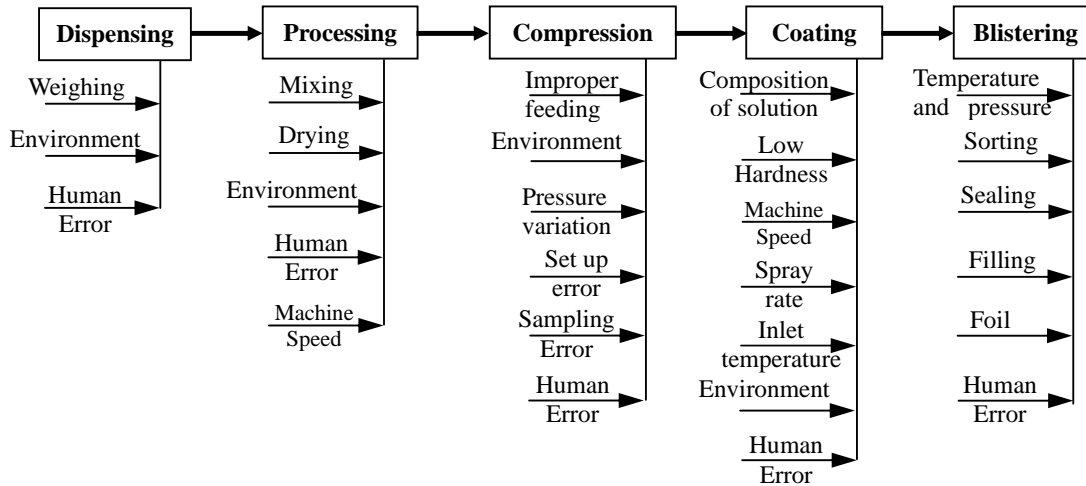 Dispensing
Processing
Compression
Coating
Blistering
Weighing
Environment
Human
Error
Mixing
Drying
Environment
Human
Error
Machine
Speed
Improper
feeding
Environment
Pressure
variation
Set up
error
Sampling
Error
Human
Error
Composition
of solution
Low
Hardness
Machine
Speed
Spray
rate
Inlet
temperature
Environment
Human
Error
Temperature
and pressure
Sorting
Sealing
Filling
Foil
Human
Error